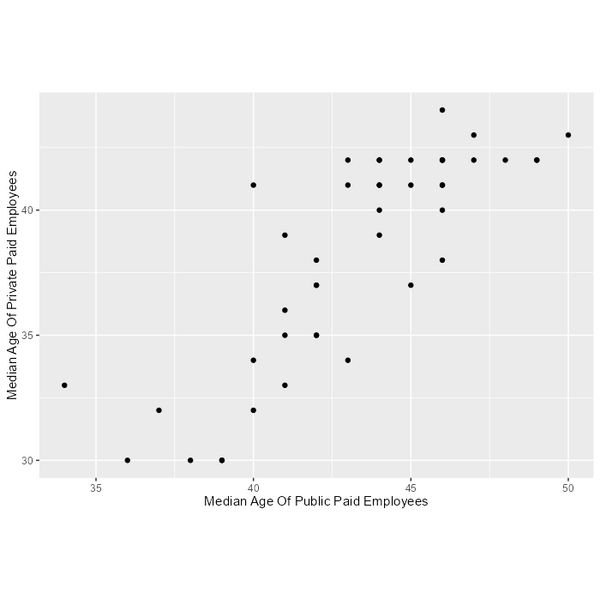 Median Age Of Private Paid Employees
40
35
30
35 40 45 50
Median Age Of Public Paid Employees